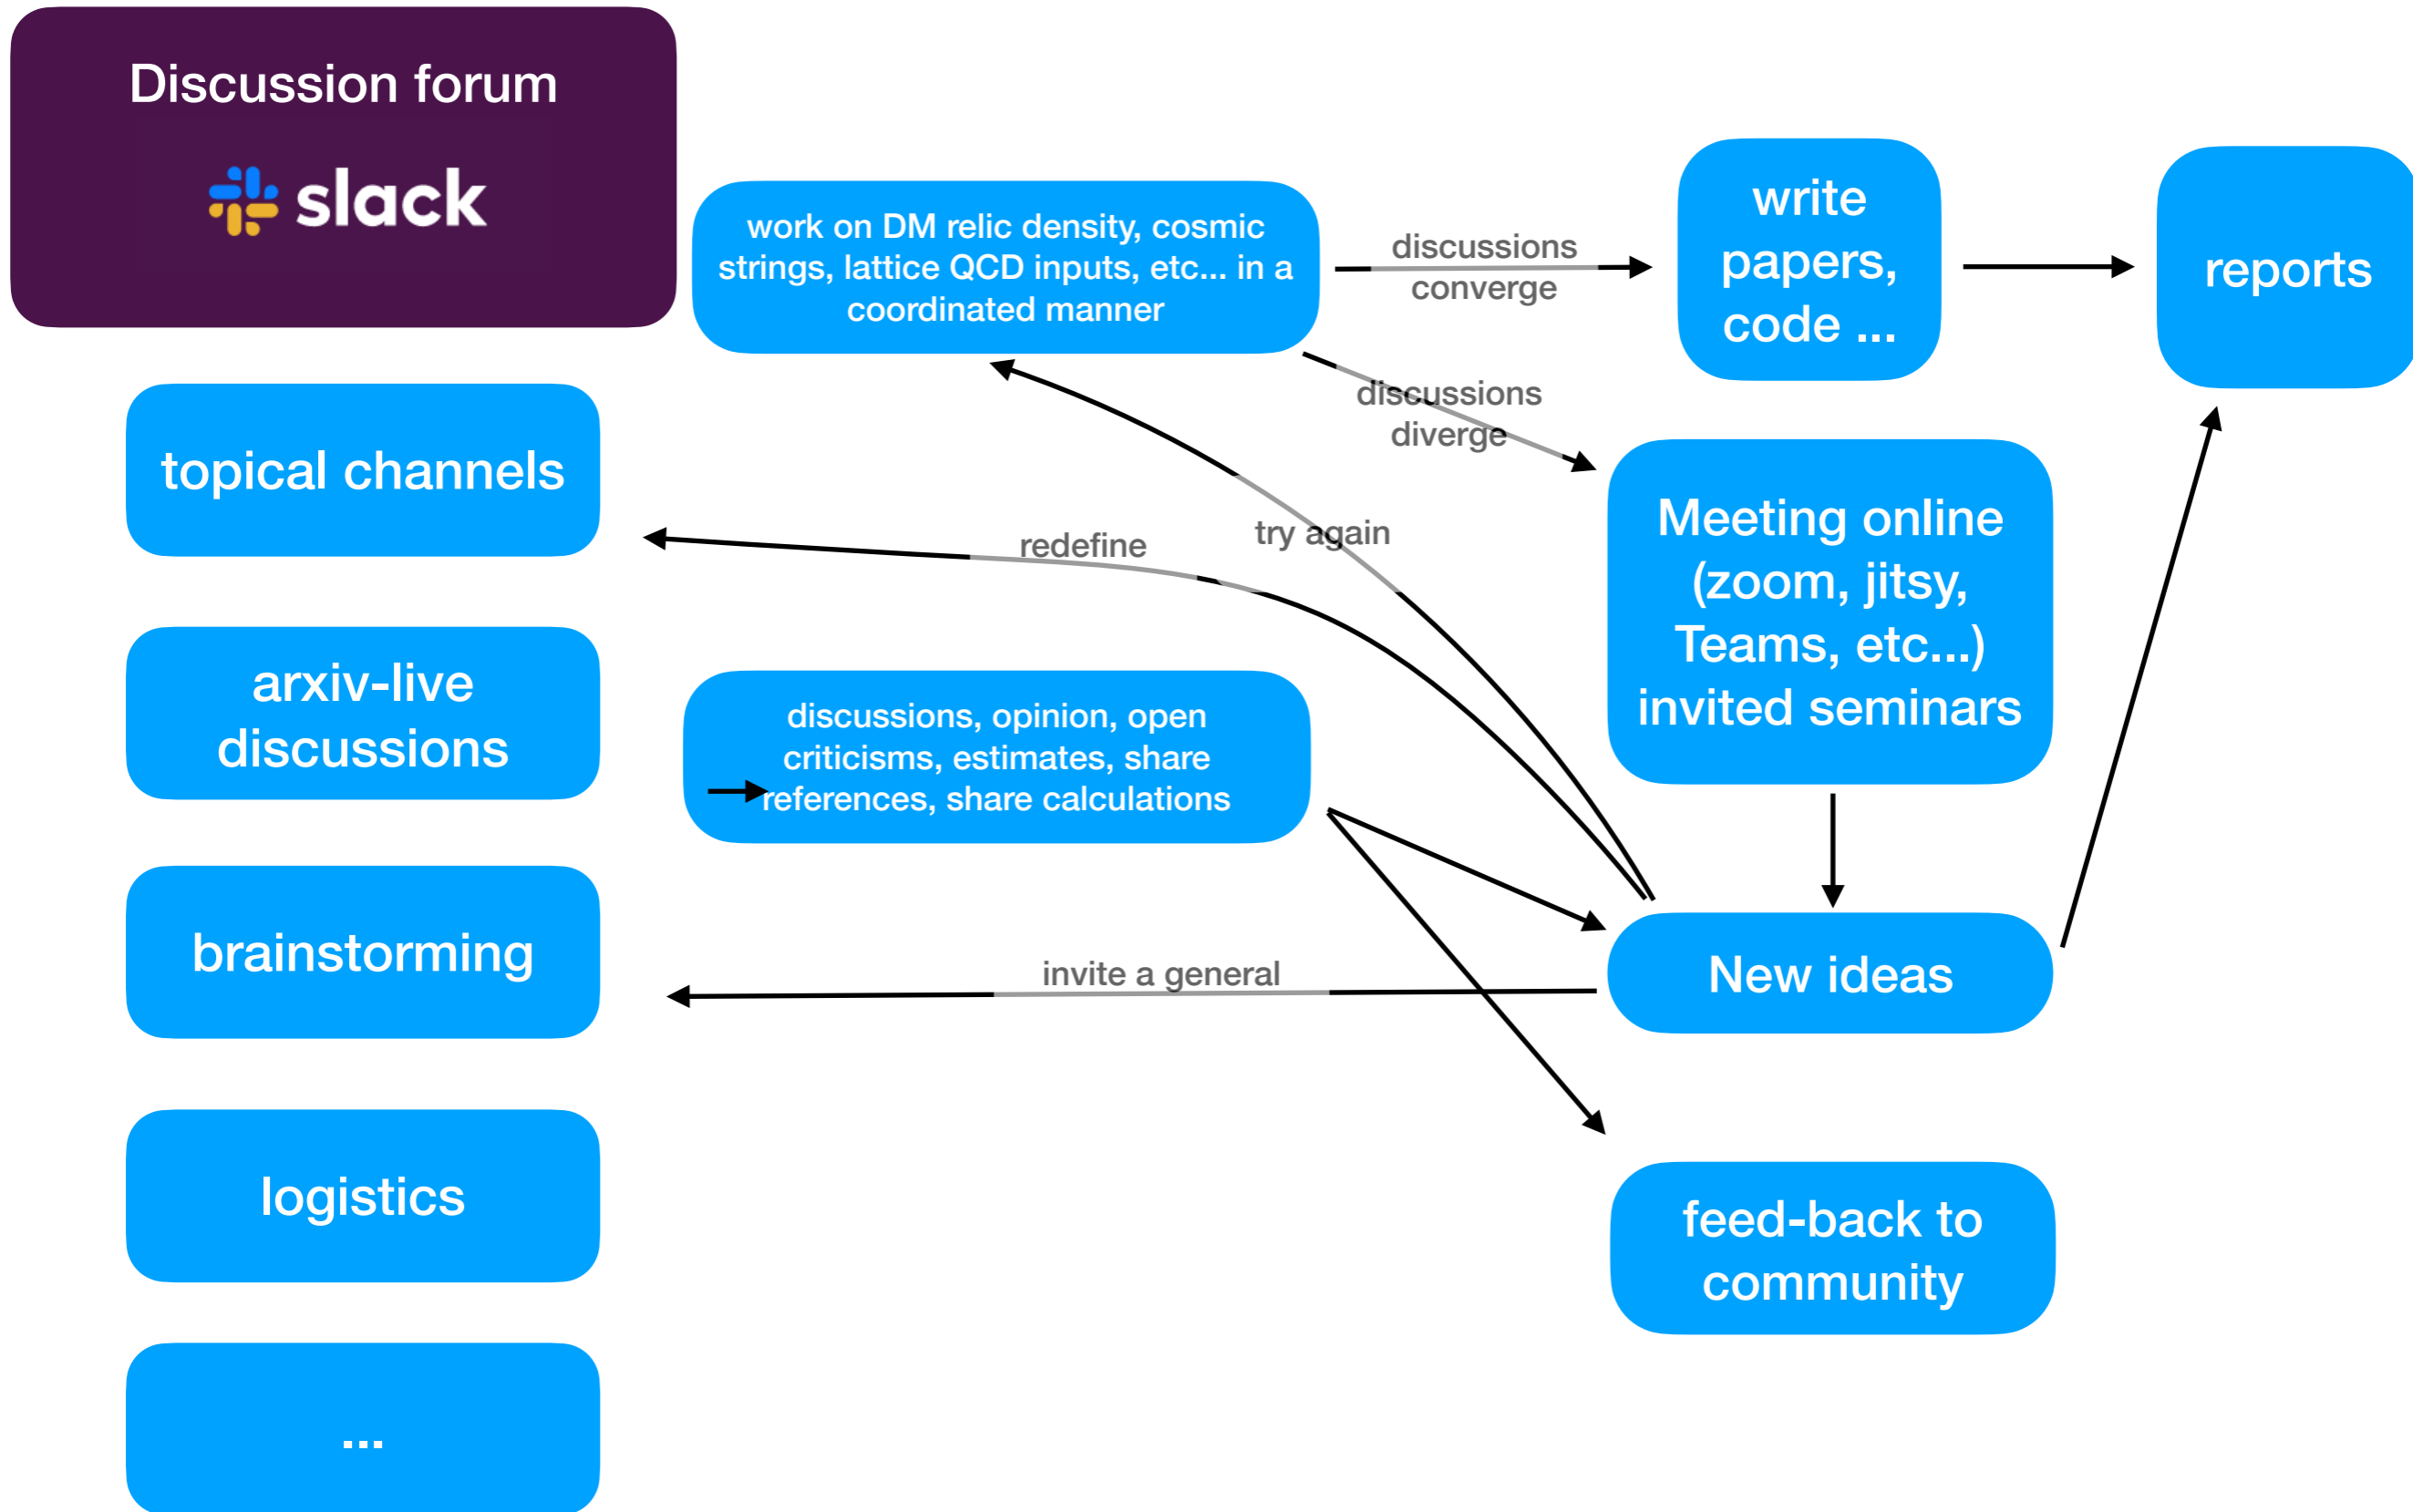 Discussion forum
slack
work on DM relic density, cosmic
strings, lattice QCD inputs, etc... in a
coordinated manner
discussions
converge
write
papers,
code ...
reports
discussions
diverge
topical channels
redefine
try again
Meeting online
(zoom, jitsy,
Teams, etc...)
invited seminars
arxiv-live
discussions
discussions, opinion, open
criticisms, estimates, share
references, share calculations
brainstorming
invite a general
New ideas
logistics
feed-back to
community
...